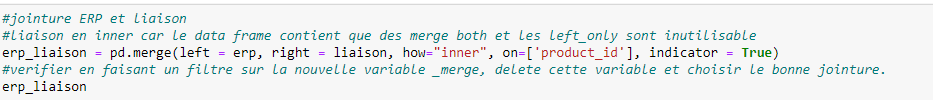 #jointure ERP et liaison
#liaison en inner car le data frame contient que des merge both et les left_only sont inutilisable
erp_liaison = pd.merge(left = erp, right = liaison, how="inner", on=['product_id'], indicator = True)
#verifier en faisant un filtre sur la nouvelle variable _merge, delete cette variable et choisir le bonne jointure.
erp_liaison